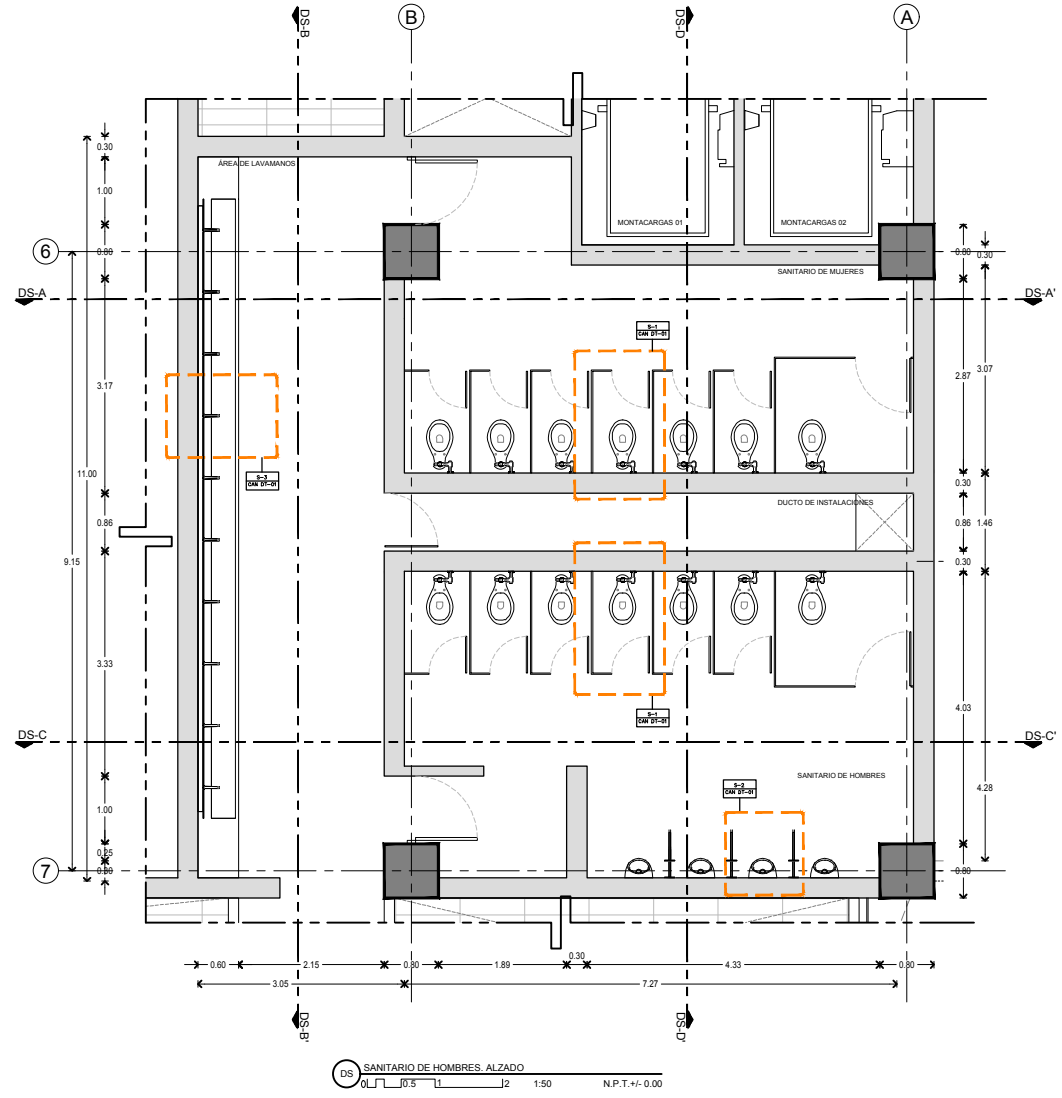 DS-B
B
DS-D
A
ÁREA DE LAVAMANOS
MONTACARGAS 01
MONTACARGAS 02
SANITARIO DE MUJERES
6
DS-A
DS-A'
S-1
CAN DT-01
S-3
CAN DT-01
DUCTO DE INSTALACIONES
S-1
CAN DT-01
DS-C
DS-C'
SANITARIO DE HOMBRES
S-2
CAN DT-01
7
0.30
1.00
0.80
3.17
11.00
0.86
9.15
3.33
1.00
0.25
0.80
0.30
2.87
3.07
0.30
0.86
1.46
0.30
4.03
4.28
0.80
0.30
0.60
2.15
0.80
1.89
4.33
0.80
3.05
7.27
DS-B'
DS-D'
DS
SANITARIO DE HOMBRES. ALZADO
0 0.5 1 2 1:50 N.P.T.+/- 0.00